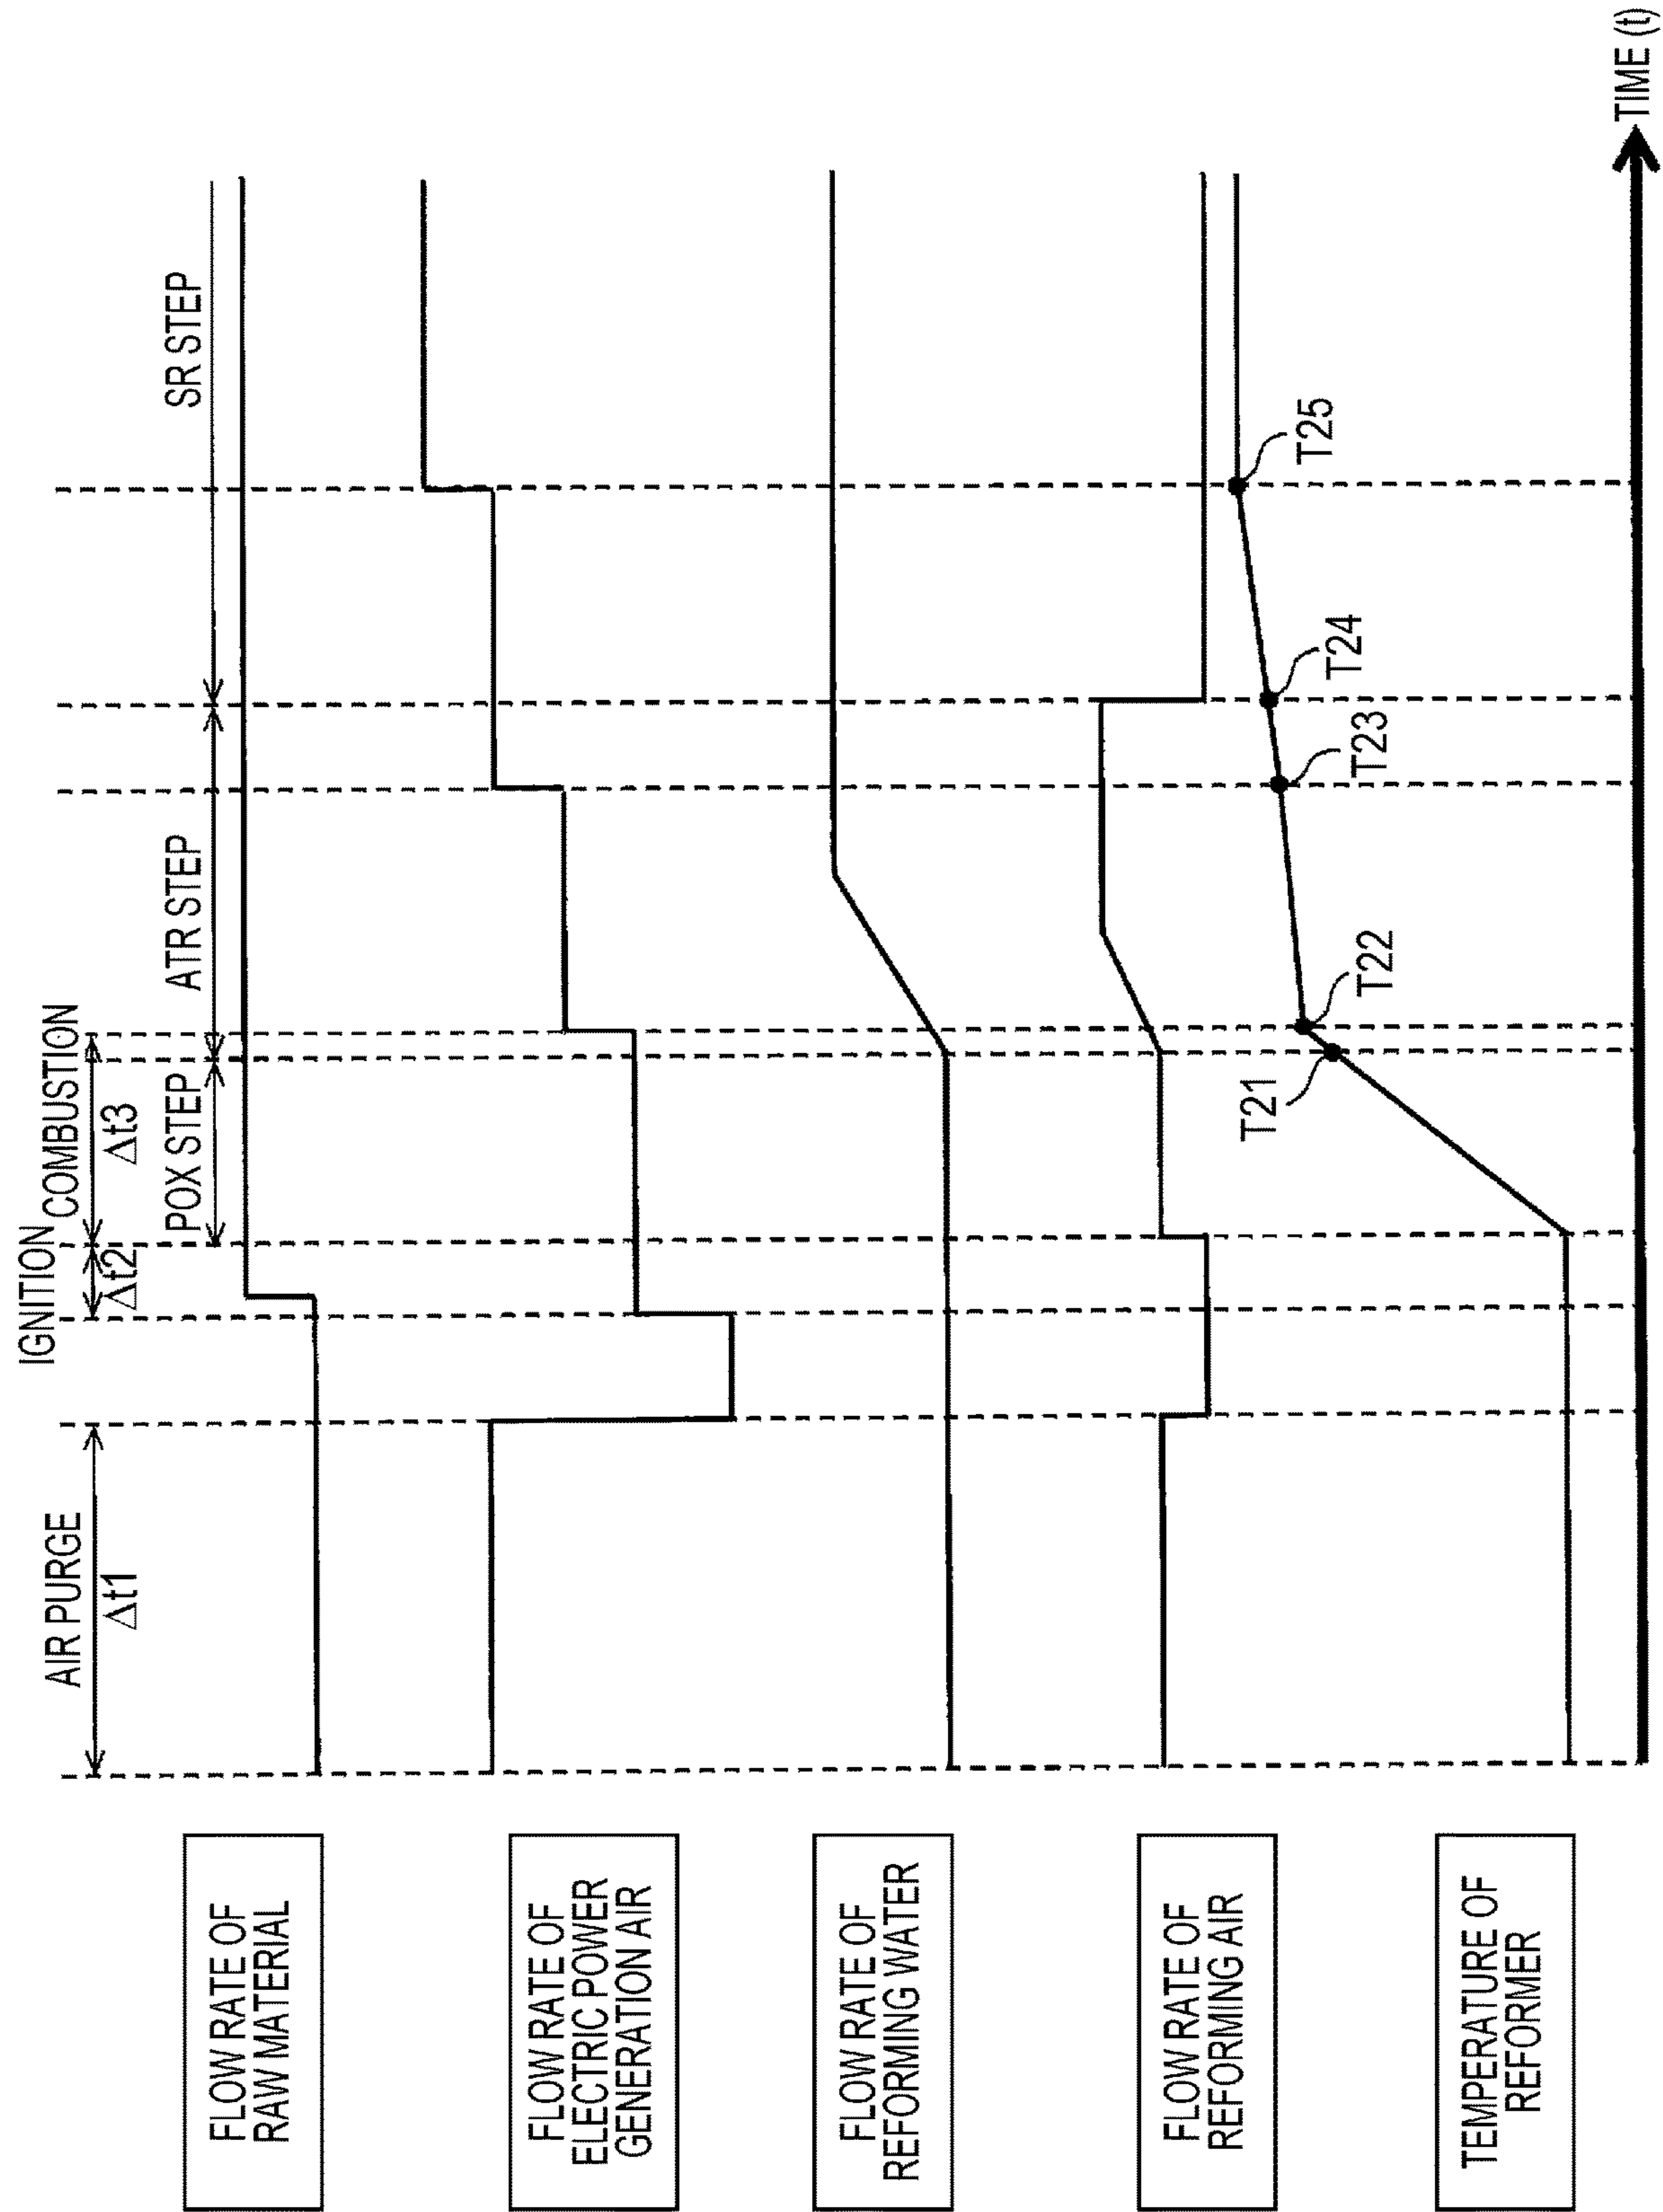 AIR PURGE
Δt1
IGNITION
Δt2
COMBUSTION
Δt3
POX STEP
ATR STEP
SR STEP
FLOW RATE OF
RAW MATERIAL
FLOW RATE OF
ELECTRIC POWER
GENERATION AIR
FLOW RATE OF
REFORMING WATER
FLOW RATE OF
REFORMING AIR
TEMPERATURE OF
REFORMER
T21
T22
T23
T24
T25
TIME (t)